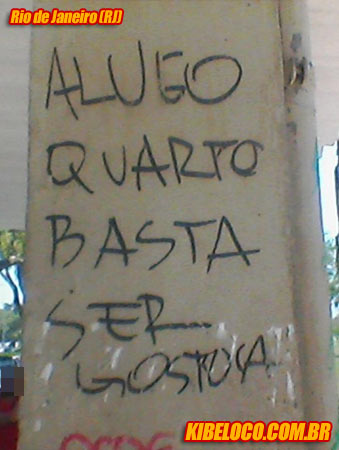 Rio de Janeiro (RJ)
ALUGO
QUARTO
BASTA
SER
GOSTOSA
KIBELOCO.COM.BR